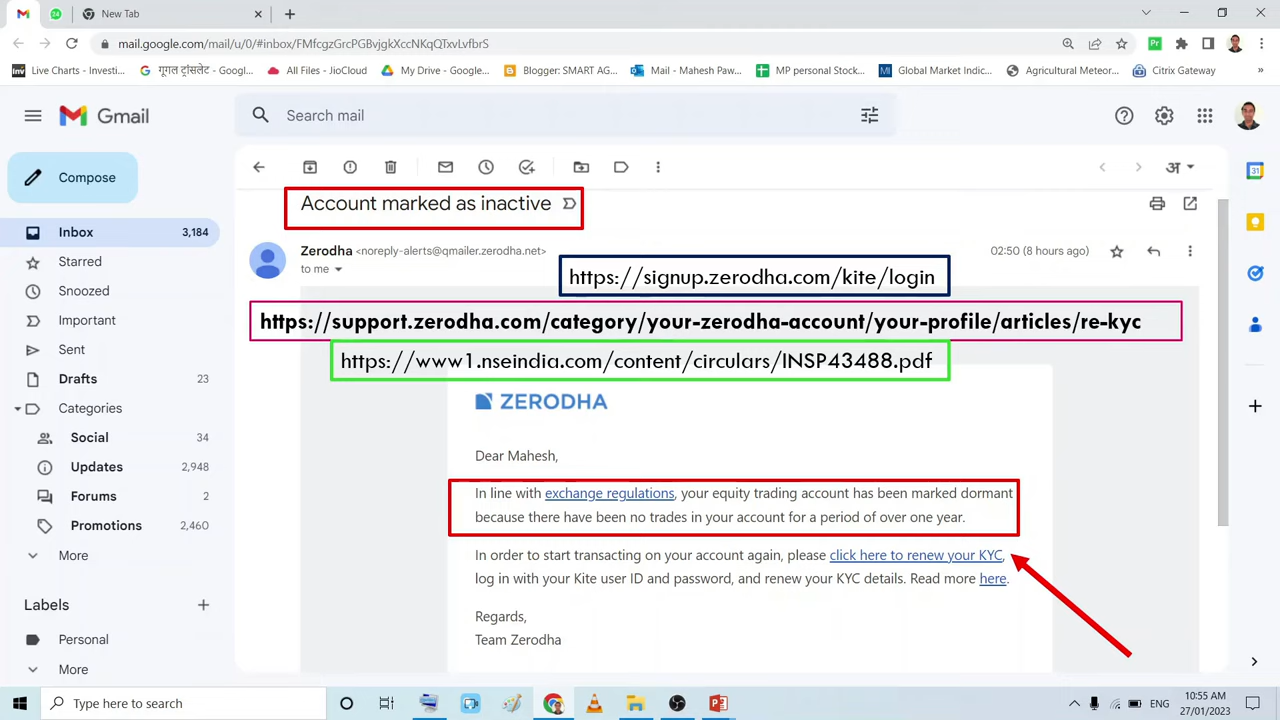 24
New Tab
mail.google.com/mail/u/0/#inbox/FMfcgzGrcPGBvjgkXccNKqQTxvLvfbrS
Live Charts - Investi... गूगल ट्रांसलेट - Googl... All Files - JioCloud My Drive - Google... Blogger: SMART AG... Mail - Mahesh Paw... MP personal Stock... Global Market Indic... Agricultural Meteor... Citrix Gateway »
Gmail
Search mail
Compose
अ
31
Account marked as inactive
Inbox 3,184
Starred
Snoozed
Important
Sent
Drafts 23
Categories
Social 34
Updates 2,948
Forums 2
Promotions 2,460
More
Labels
Personal
More
Zerodha <noreply-alerts@qmailer.zerodha.net>
02:50 (8 hours ago)
to me
https://signup.zerodha.com/kite/login
https://support.zerodha.com/category/your-zerodha-account/your-profile/articles/re-kyc
https://www1.nseindia.com/content/circulars/INSP43488.pdf
ZERODHA
Dear Mahesh,
In line with exchange regulations, your equity trading account has been marked dormant
because there have been no trades in your account for a period of over one year.
In order to start transacting on your account again, please click here to renew your KYC,
log in with your Kite user ID and password, and renew your KYC details. Read more here.
Regards,
Team Zerodha
Type here to search
ENG
10:55 AM
27/01/2023